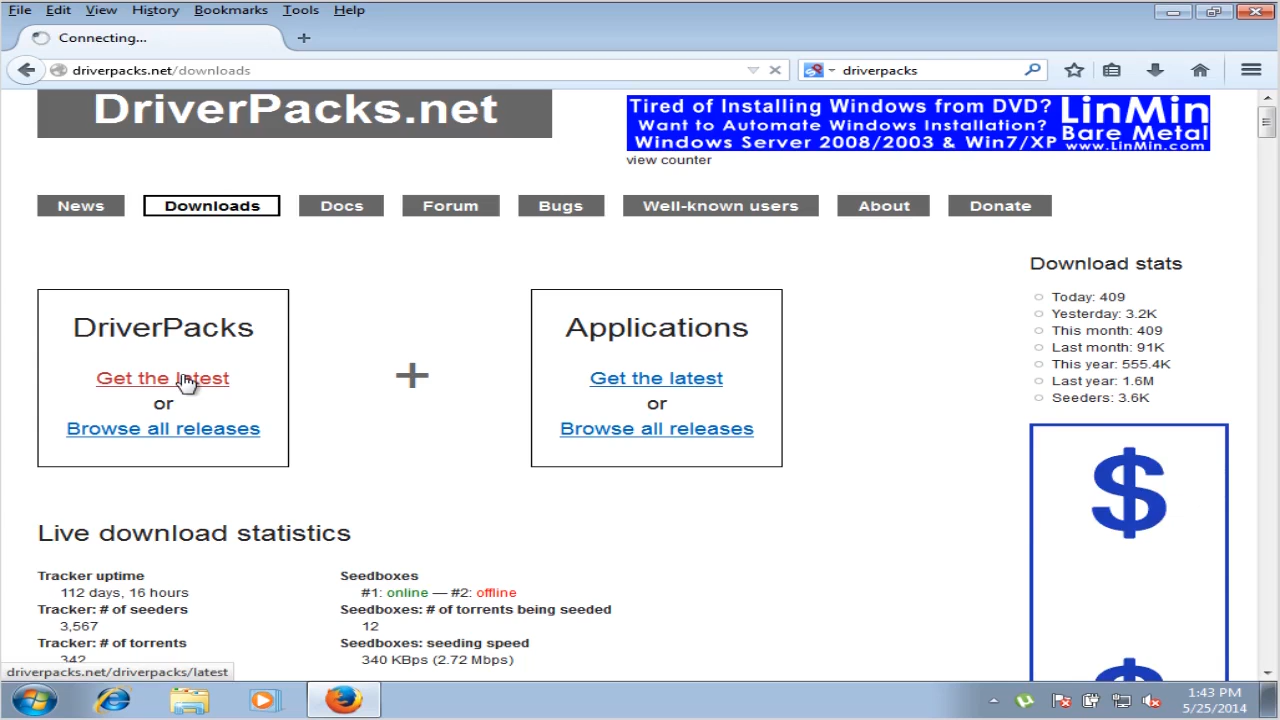 File Edit View History Bookmarks Tools Help
Connecting...
driverpacks.net/downloads
driverpacks
DriverPacks.net
Tired of Installing Windows from DVD?
Want to Automate Windows Installation?
Windows Server 2008/2003 & Win7/XP
LinMin
Bare Metal
www.LinMin.com
view counter
News Downloads Docs Forum Bugs Well-known users About Donate
DriverPacks
Get the latest
or
Browse all releases
+
Applications
Get the latest
or
Browse all releases
Download stats
Today: 409
Yesterday: 3.2K
This month: 409
Last month: 91K
This year: 555.4K
Last year: 1.6M
Seeders: 3.6K
$
$
Live download statistics
Tracker uptime
112 days, 16 hours
Tracker: # of seeders
3,567
Tracker: # of torrents
342
Seedboxes
#1: online — #2: offline
Seedboxes: # of torrents being seeded
12
Seedboxes: seeding speed
340 KBps (2.72 Mbps)
driverpacks.net/driverpacks/latest
1:43 PM
5/25/2014